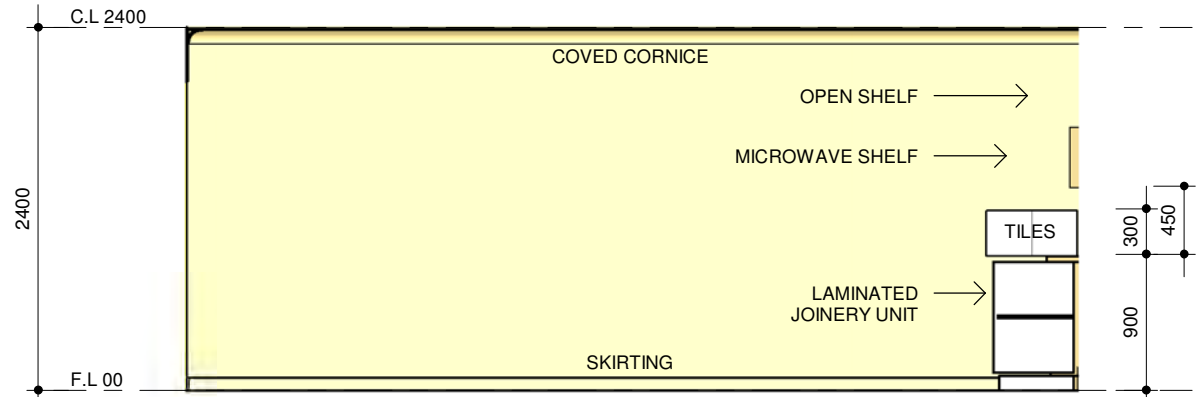 C.L 2400
COVED CORNICE
OPEN SHELF
MICROWAVE SHELF
2400
TILES
300
450
LAMINATED
JOINERY UNIT
900
SKIRTING
F.L 00